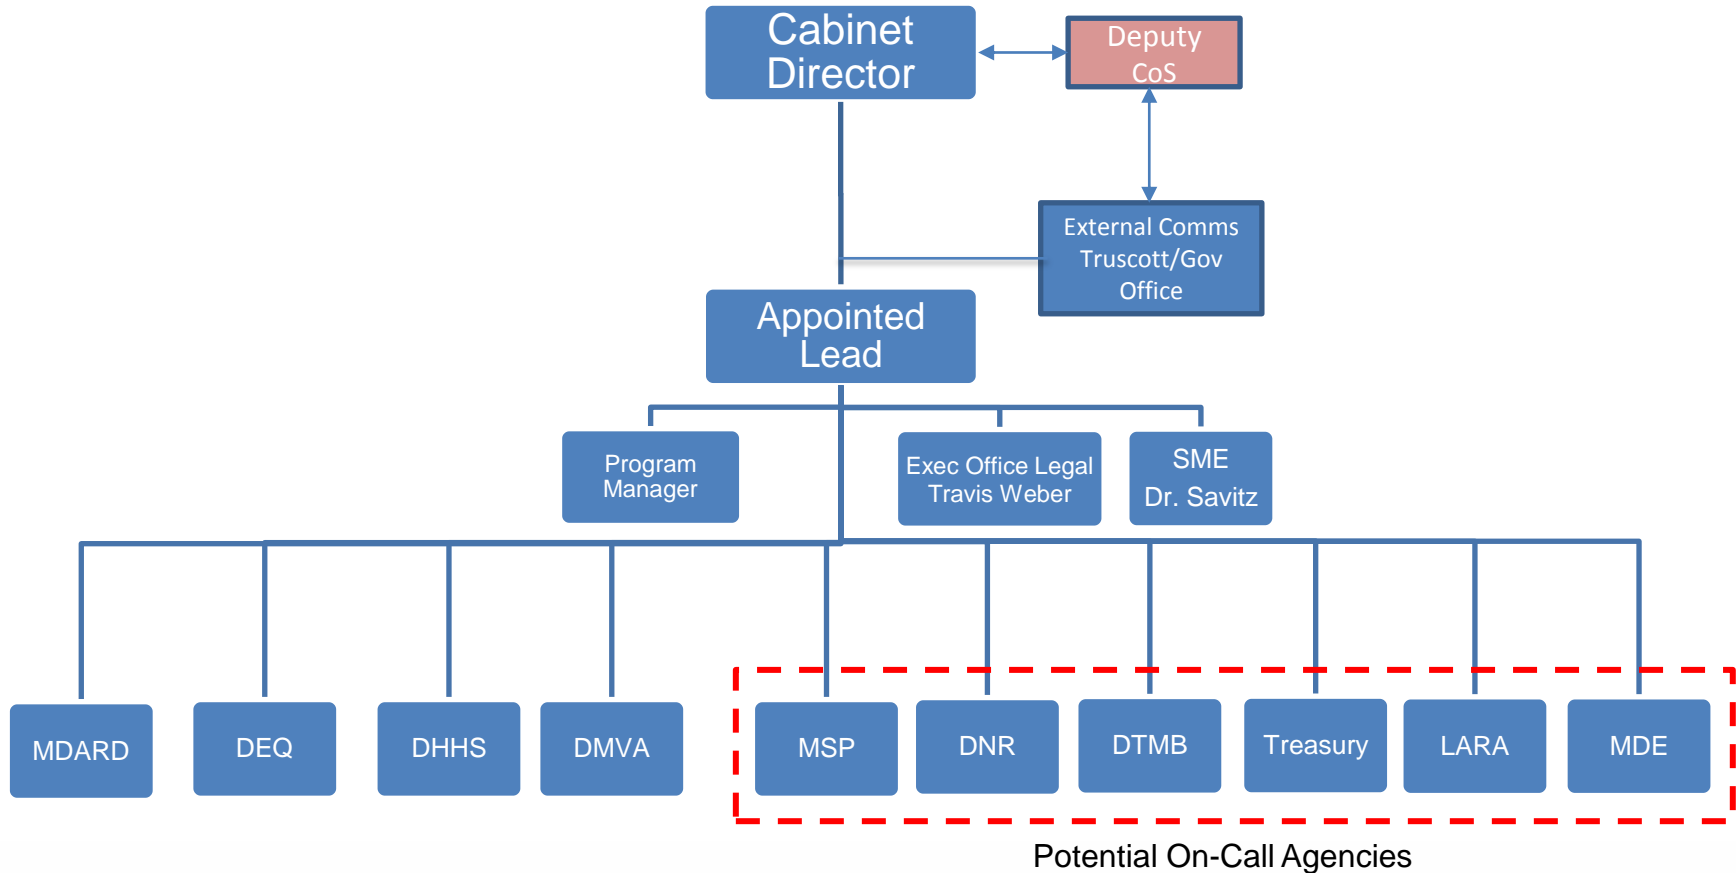 Cabinet
Director
Deputy
CoS
External Comms
Truscott/Gov
Office
Appointed
Lead
Program
Manager
Exec Office Legal
Travis Weber
SME
Dr. Savitz
MDARD
DEQ
DHHS
DMVA
MSP
DNR
DTMB
Treasury
LARA
MDE
Potential On-Call Agencies